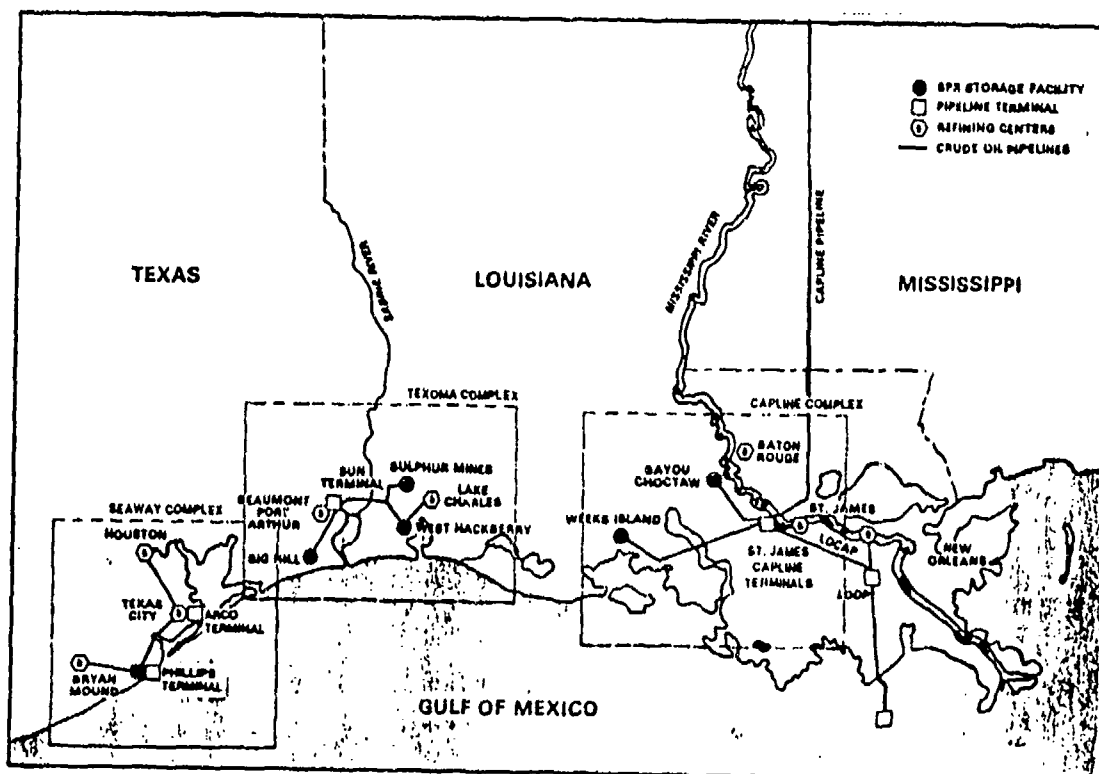 SPR STORAGE FACILITY
PIPELINE TERMINAL
REFINING CENTERS
CRUDE OIL PIPELINES
TEXAS
SABINE RIVER
LOUISIANA
MISSISSIPPI RIVER
CAPLINE PIPELINE
MISSISSIPPI
TEXOMA COMPLEX
CAPLINE COMPLEX
SUN
TERMINAL
SULPHUR MINES
LAKE
CHARLES
BEAUMONT
PORT
ARTHUR
WEST HACKBERRY
BIG HILL
BATON
ROUGE
BAYOU
CHOCTAW
WEEKS ISLAND
ST. JAMES
LOCAP
ST. JAMES
CAPLINE
TERMINALS
NEW
ORLEANS
LOOP
SEAWAY COMPLEX
HOUSTON
TEXAS
CITY
ARCO
TERMINAL
BRYAN
MOUND
PHILLIPS
TERMINAL
GULF OF MEXICO